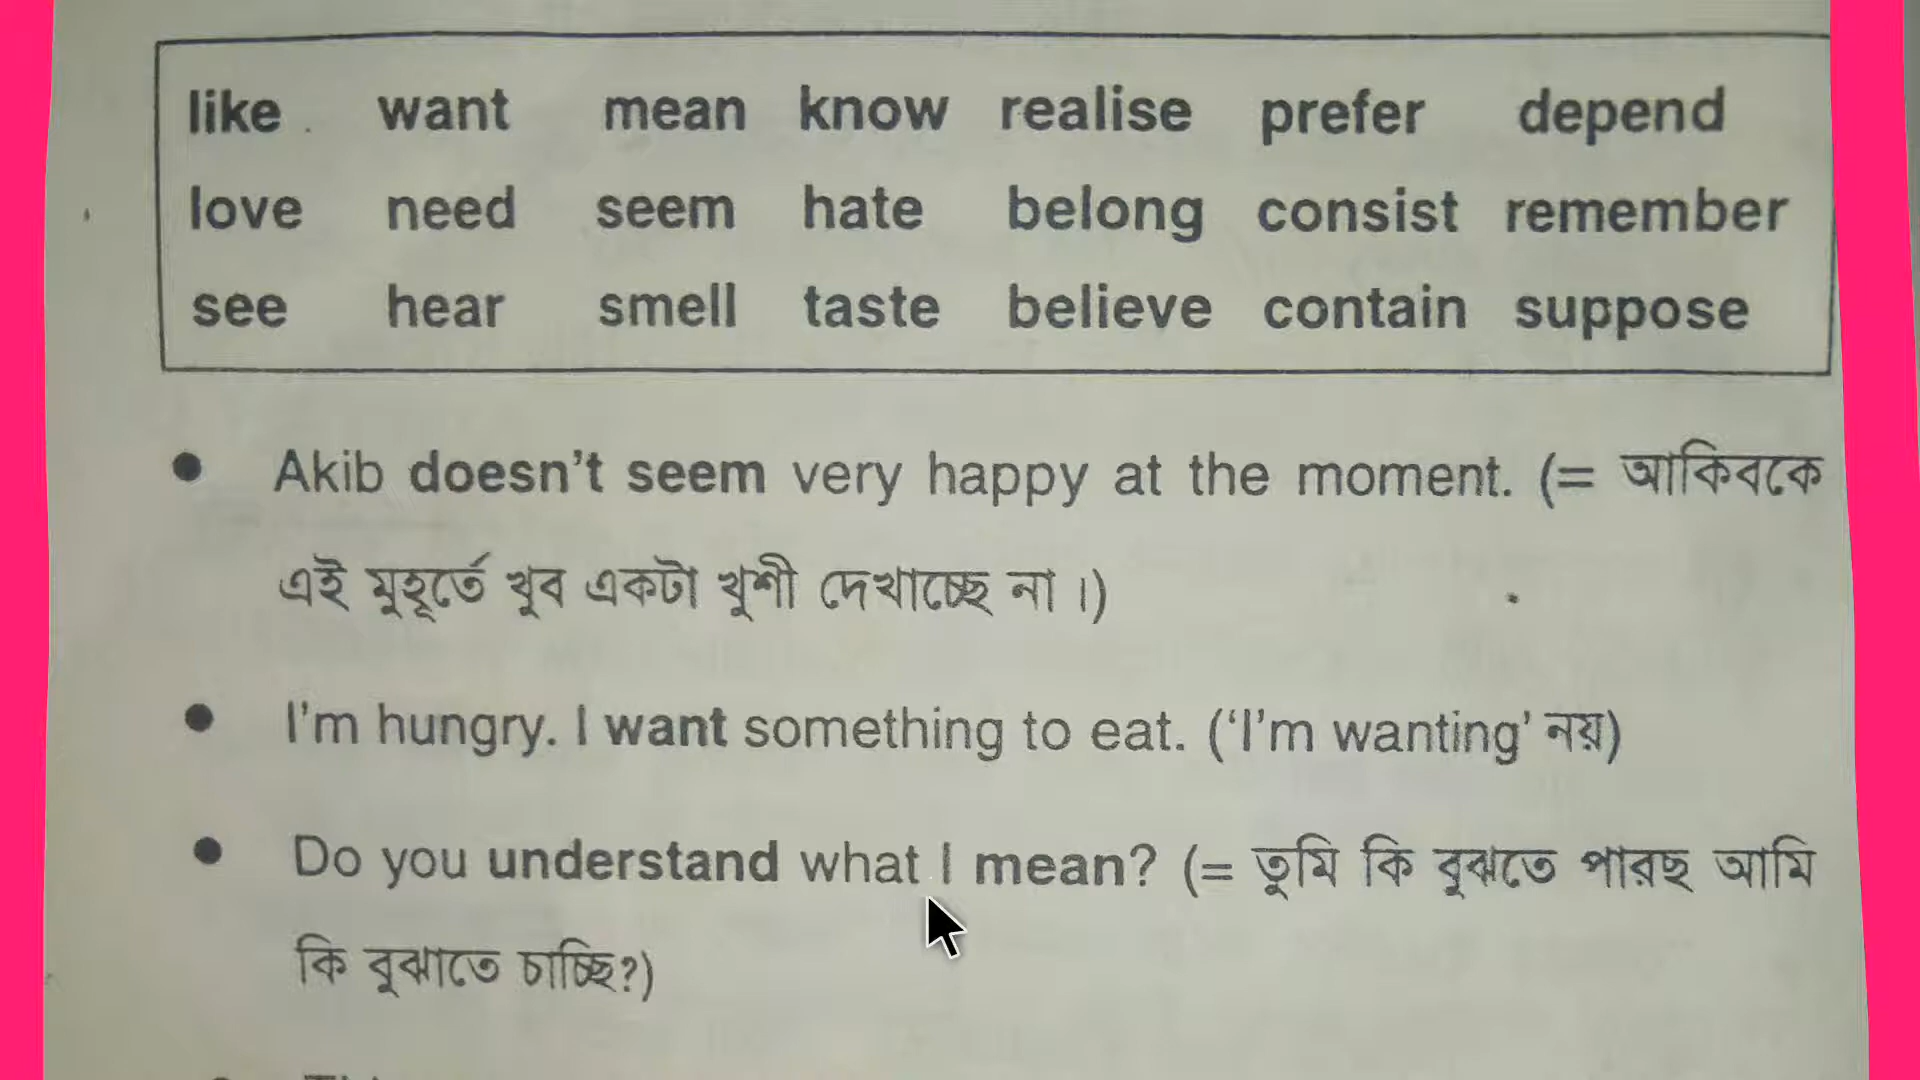 like want mean know realise prefer depend
love need seem hate belong consist remember
see hear smell taste believe contain suppose
● Akib doesn't seem very happy at the moment. (= আকিবকে
এই মুহূর্তে খুব একটা খুশী দেখাচ্ছে না।)
● I'm hungry. I want something to eat. ('I'm wanting' নয়)
● Do you understand what I mean? (= তুমি কি বুঝতে পারছ আমি
কি বুঝাতে চাচ্ছি?)